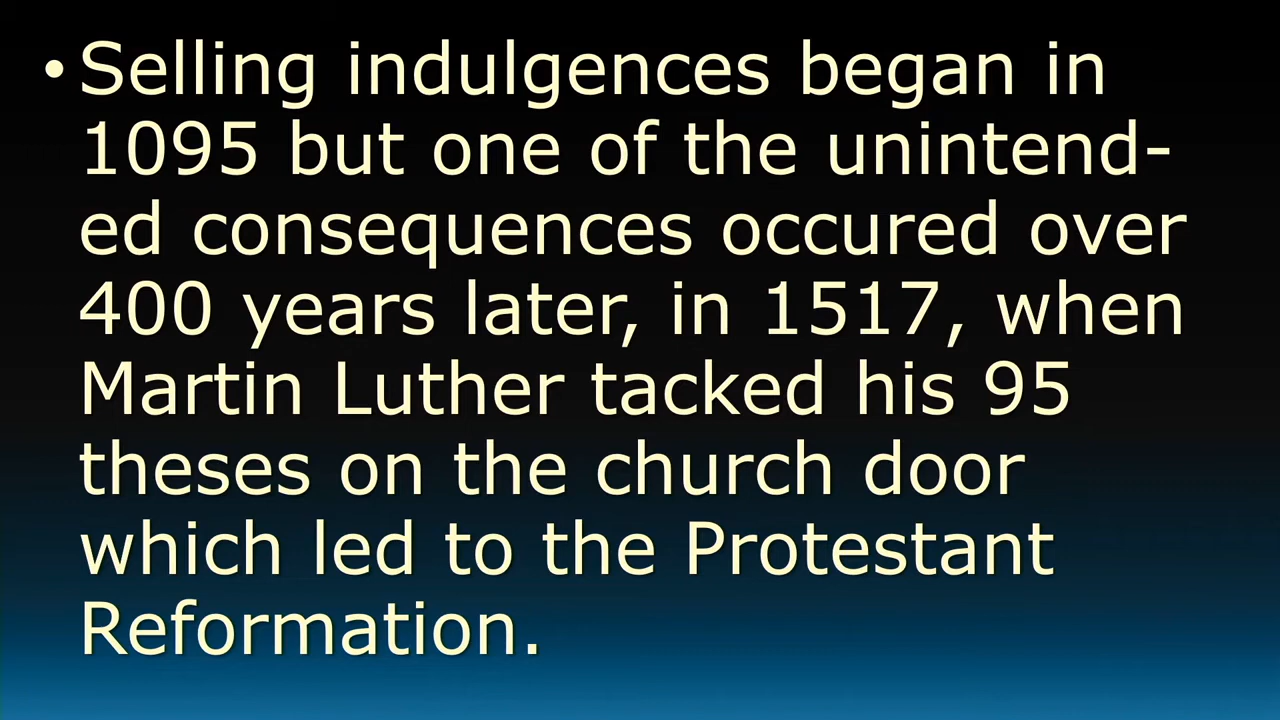 • Selling indulgences began in
1095 but one of the unintend-
ed consequences occured over
400 years later, in 1517, when
Martin Luther tacked his 95
theses on the church door
which led to the Protestant
Reformation.